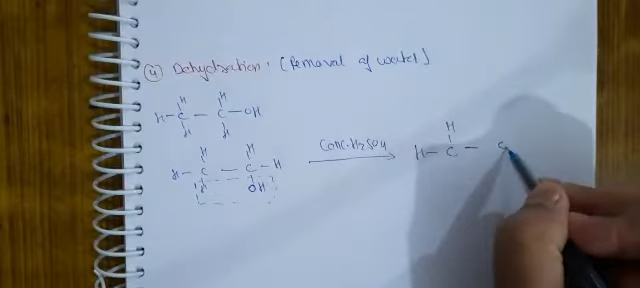 (4) Dehydration : (Removal of water)
H H
H-C-C-OH
H H
H H
H-C-C-H
H OH
Conc. H2SO4
H
H-C-C